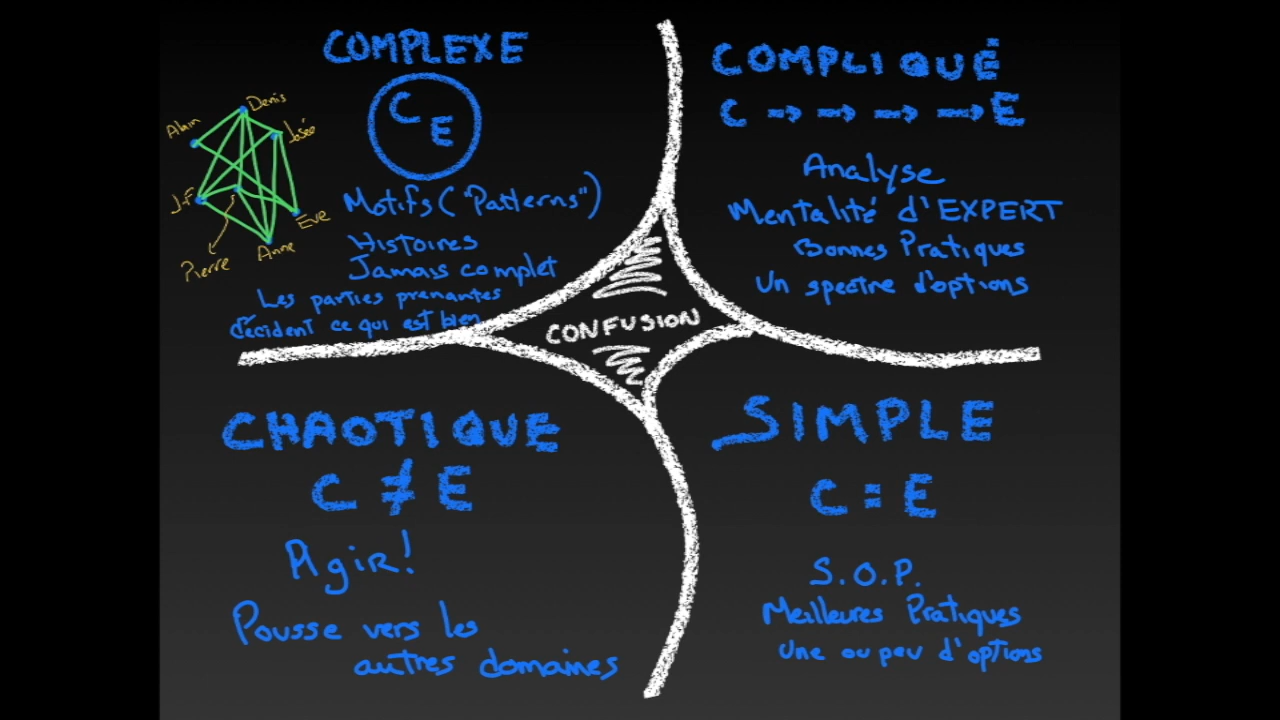 COMPLEXE
C
E
Alain
Denis
Josée
J-F
Eve
Anne
Pierre
Motifs ("Patterns")
Histoires
Jamais complet
Les parties prenantes
décident ce qui est bien
COMPLIQUÉ
C → → → → E
Analyse
Mentalité d'EXPERT
Bonnes Pratiques
Un spectre d'options
CONFUSION
CHAOTIQUE
C ≠ E
Agir!
Pousse vers les
autres domaines
SIMPLE
C = E
S.O.P.
Meilleures Pratiques
Une ou peu d'options